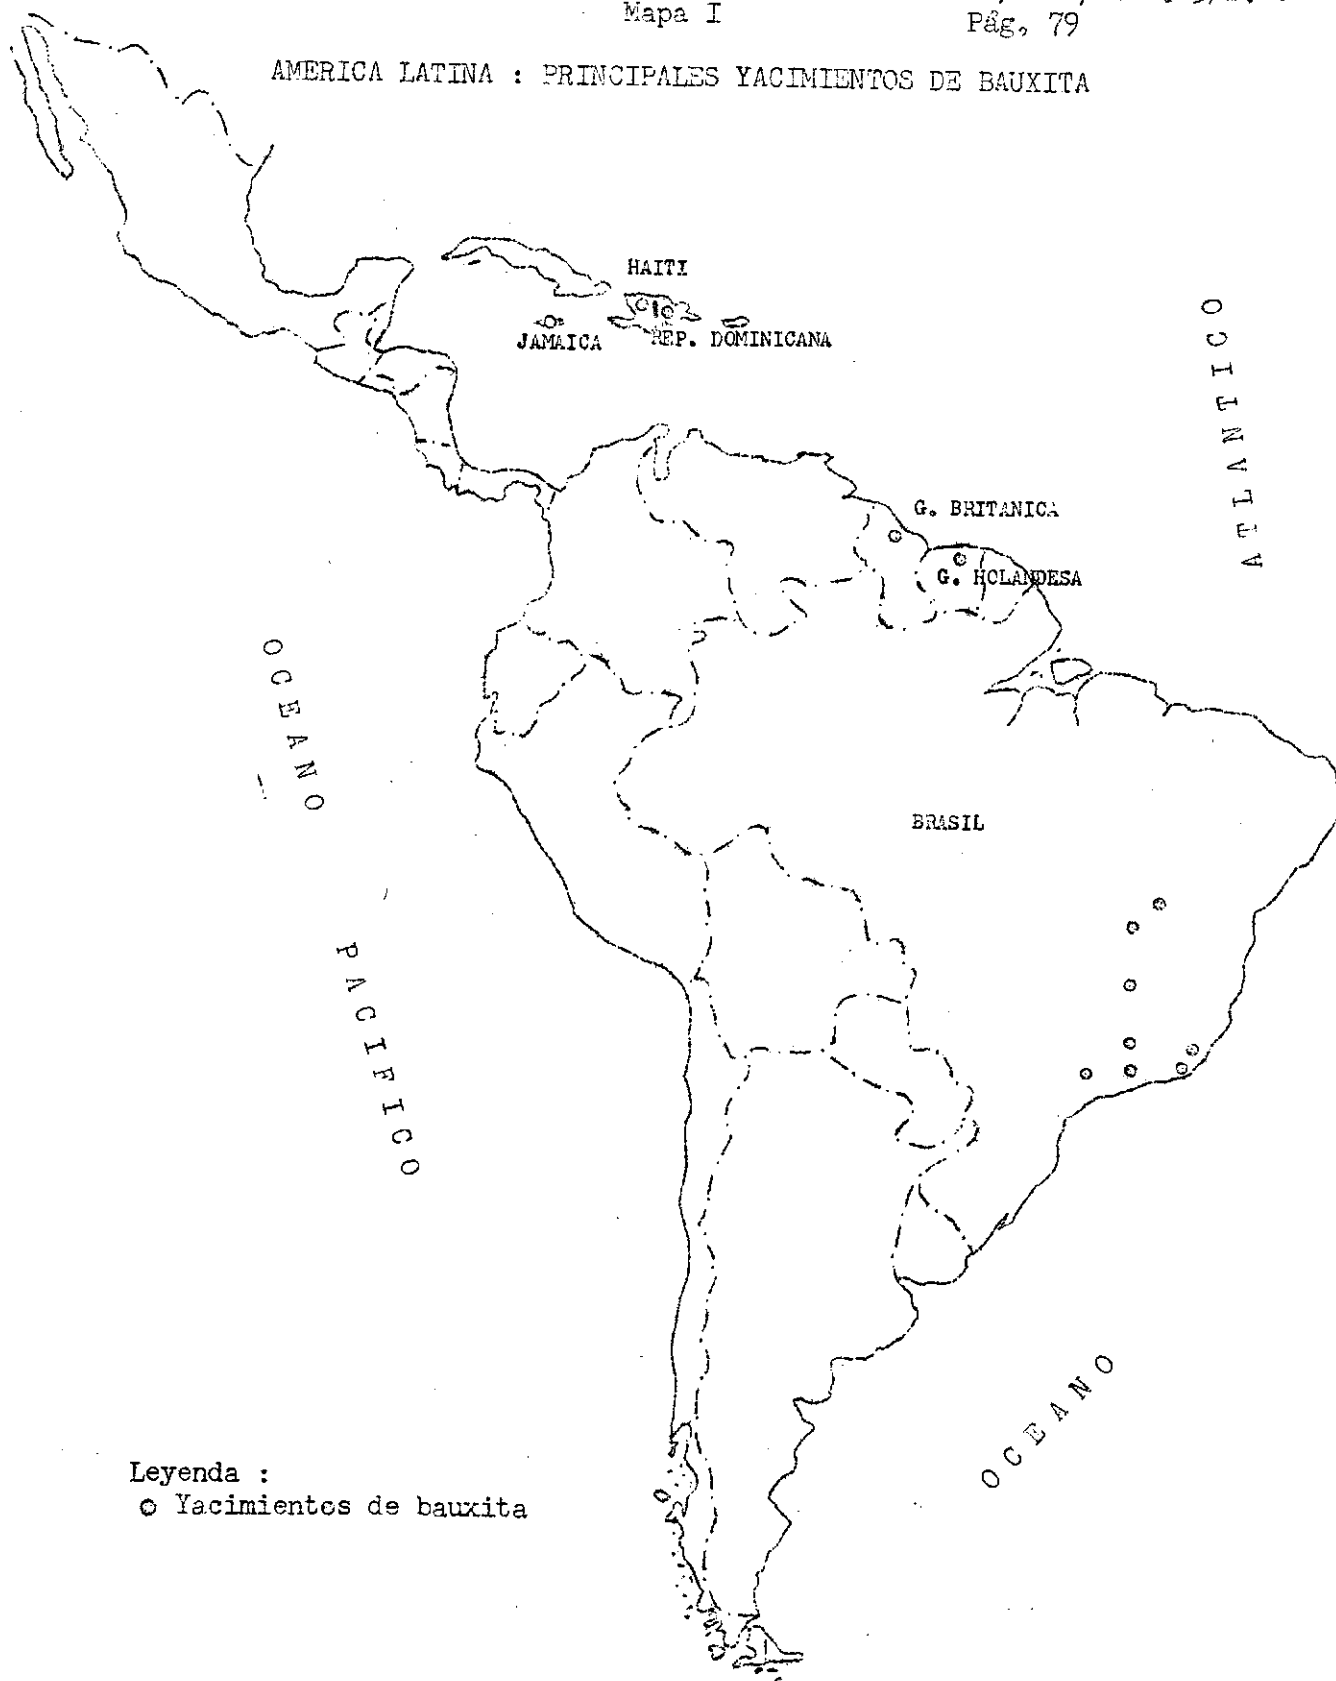 Mapa I
Pág. 79
AMERICA LATINA : PRINCIPALES YACIMIENTOS DE BAUXITA
HAITI
JAMAICA
REP. DOMINICANA
ATLANTICO
G. BRITANICA
G. HOLANDESA
OCEANO
BRASIL
PACIFICO
OCEANO
Leyenda :
Yacimientos de bauxita